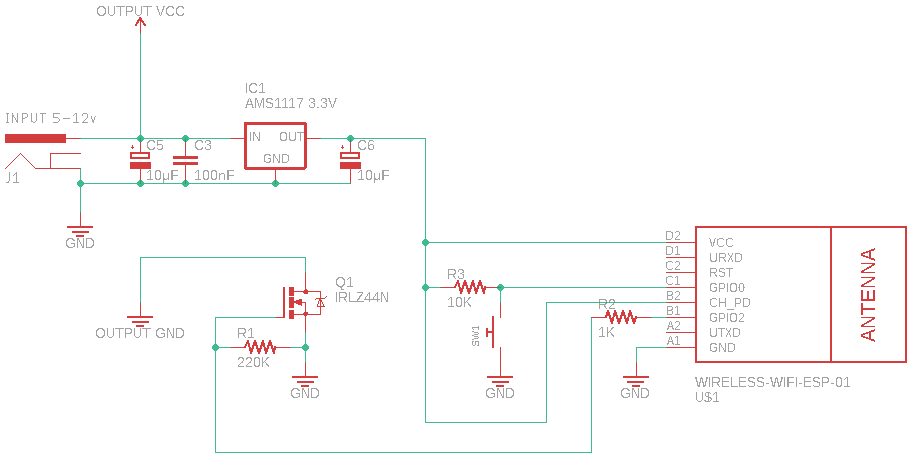 OUTPUT VCC
IC1
AMS1117 3.3V
INPUT 5-12v
IN OUT
GND
C5
10µF
C3
100nF
C6
10µF
J1
GND
Q1
IRLZ44N
OUTPUT GND
R1
220K
GND
R3
10K
SW1
GND
R2
1K
GND
D2 VCC
D1 URXD
C2 RST
C1 GPIO0
B2 CH_PD
B1 GPIO2
A2 UTXD
A1 GND
ANTENNA
WIRELESS-WIFI-ESP-01
U$1